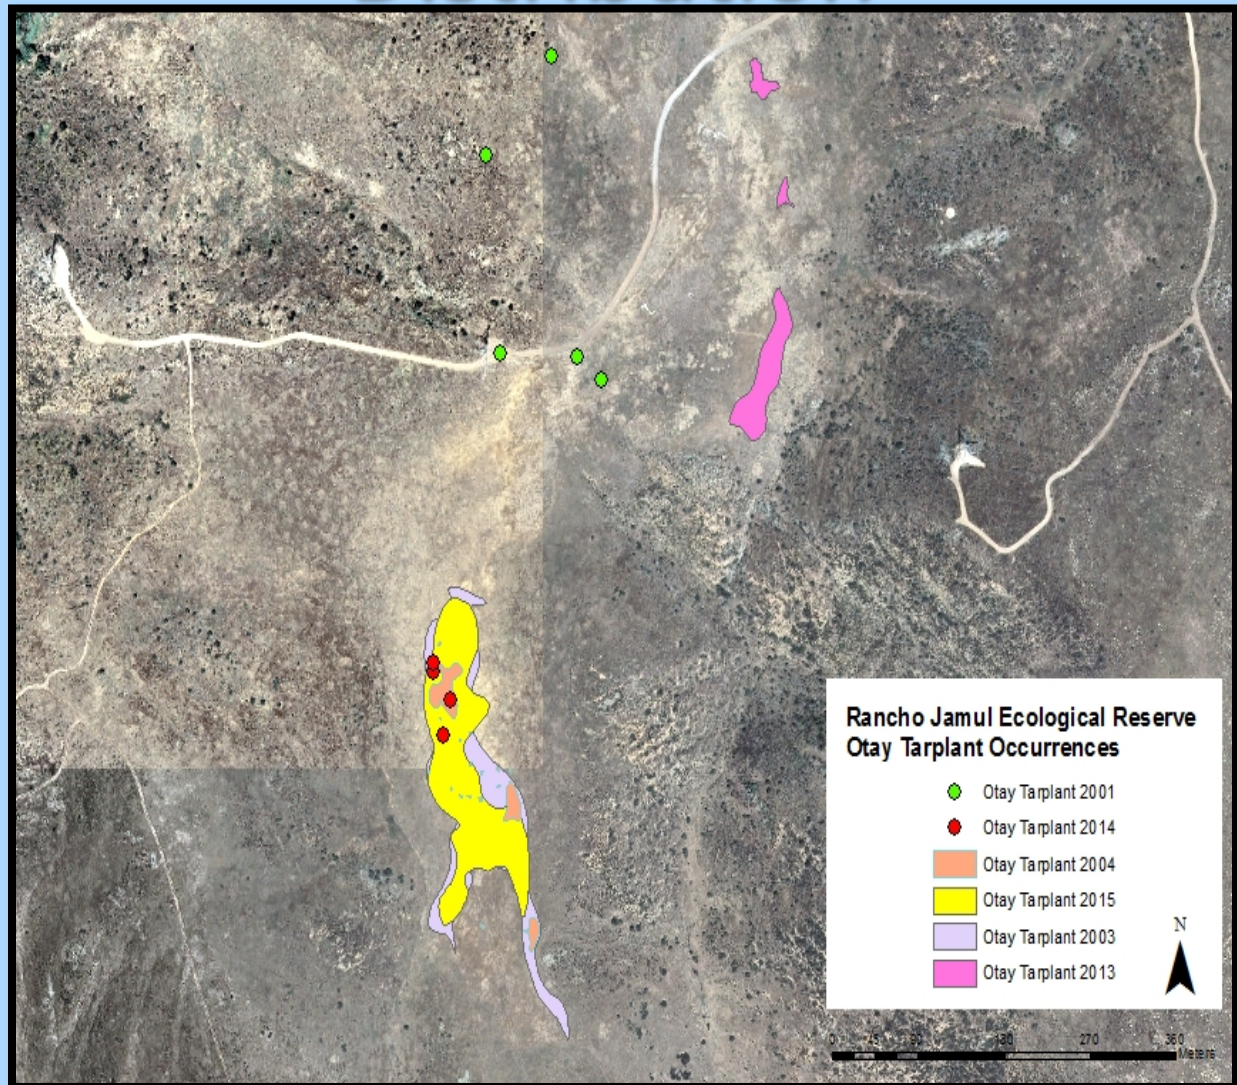 Rancho Jamul Ecological Reserve
Otay Tarplant Occurrences
Otay Tarplant 2001
Otay Tarplant 2014
Otay Tarplant 2004
Otay Tarplant 2015
Otay Tarplant 2003
Otay Tarplant 2013
N
0 45 90 180 270 360
Meters